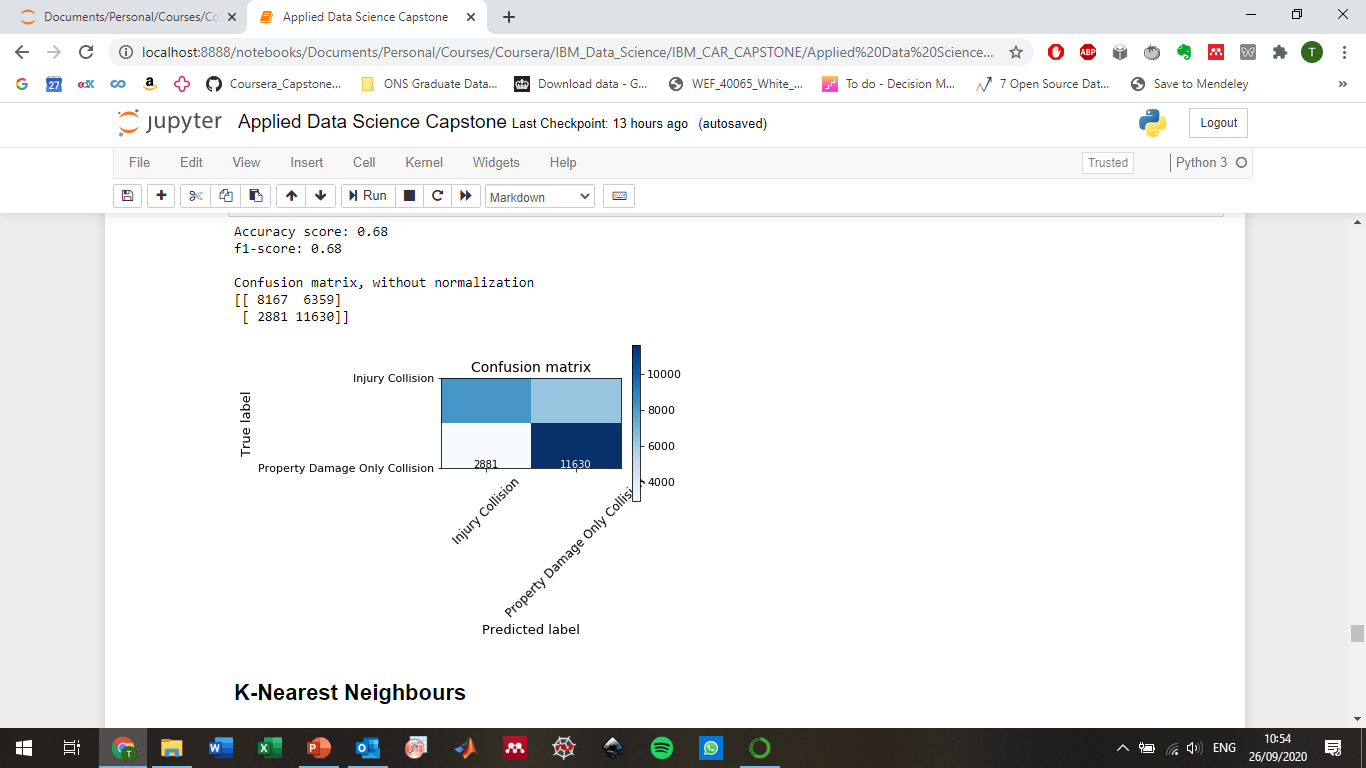 Documents/Personal/Courses/Co
Applied Data Science Capstone
localhost:8888/notebooks/Documents/Personal/Courses/Coursera/IBM_Data_Science/IBM_CAR_CAPSTONE/Applied%20Data%20Science...
ABP
T
G
27
edX
a
Coursera_Capstone...
ONS Graduate Data...
Download data - G...
WEF_40065_White_...
To do - Decision M...
7 Open Source Dat...
Save to Mendeley
»
jupyter Applied Data Science Capstone Last Checkpoint: 13 hours ago (autosaved)
Logout
File Edit View Insert Cell Kernel Widgets Help
Trusted
Python 3
Run
Markdown
Accuracy score: 0.68
f1-score: 0.68
Confusion matrix, without normalization
[[ 8167  6359]
 [ 2881 11630]]
Confusion matrix
Injury Collision
Property Damage Only Collision
True label
2881
11630
10000
8000
6000
4000
Injury Collision
Property Damage Only Collision
Predicted label
K-Nearest Neighbours
ENG
10:54
26/09/2020